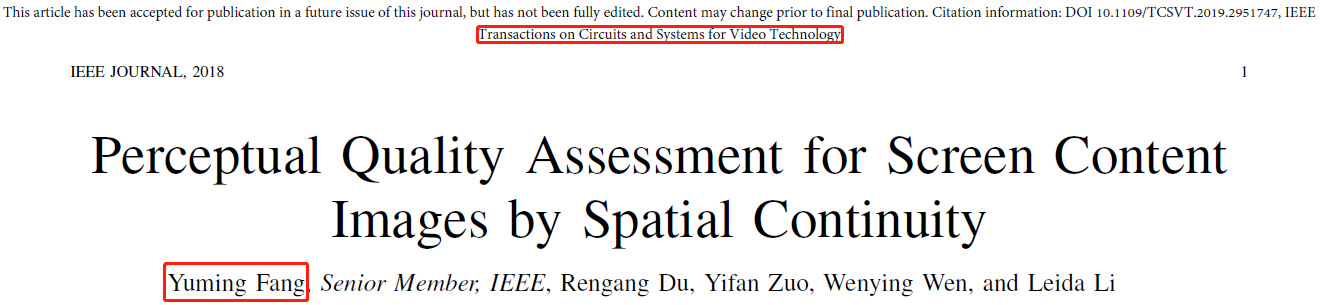 This article has been accepted for publication in a future issue of this journal, but has not been fully edited. Content may change prior to final publication. Citation information: DOI 10.1109/TCSVT.2019.2951747, IEEE
Transactions on Circuits and Systems for Video Technology
IEEE JOURNAL, 2018 1
Perceptual Quality Assessment for Screen Content
Images by Spatial Continuity
Yuming Fang, Senior Member, IEEE, Rengang Du, Yifan Zuo, Wenying Wen, and Leida Li